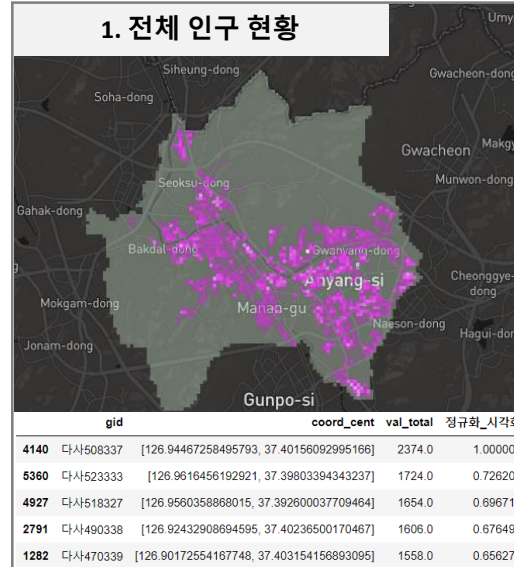 1. 전체 인구 현황
Siheung-dong
Soha-dong
Gwacheon-dong
Gwacheon
Munwon-dong
Seoksu-dong
Gahak-dong
Bakdal-dong
Gwanyang-dong
Anyang-si
Cheonggye-
dong
Mokgam-dong
Manan-gu
Naeson-dong
Jonam-dong
Gunpo-si
gid coord_cent val_total 정규화_시각화
4140 다사508337 [126.94467258495793, 37.40156092995166] 2374.0 1.00000
5360 다사523333 [126.9616456192921, 37.39803394343237] 1724.0 0.72620
4927 다사518327 [126.9560358868015, 37.392600037709464] 1654.0 0.69671
2791 다사490338 [126.92432908694595, 37.40236500170467] 1606.0 0.67649
1282 다사470339 [126.90172554167748, 37.403154156893095] 1558.0 0.65627